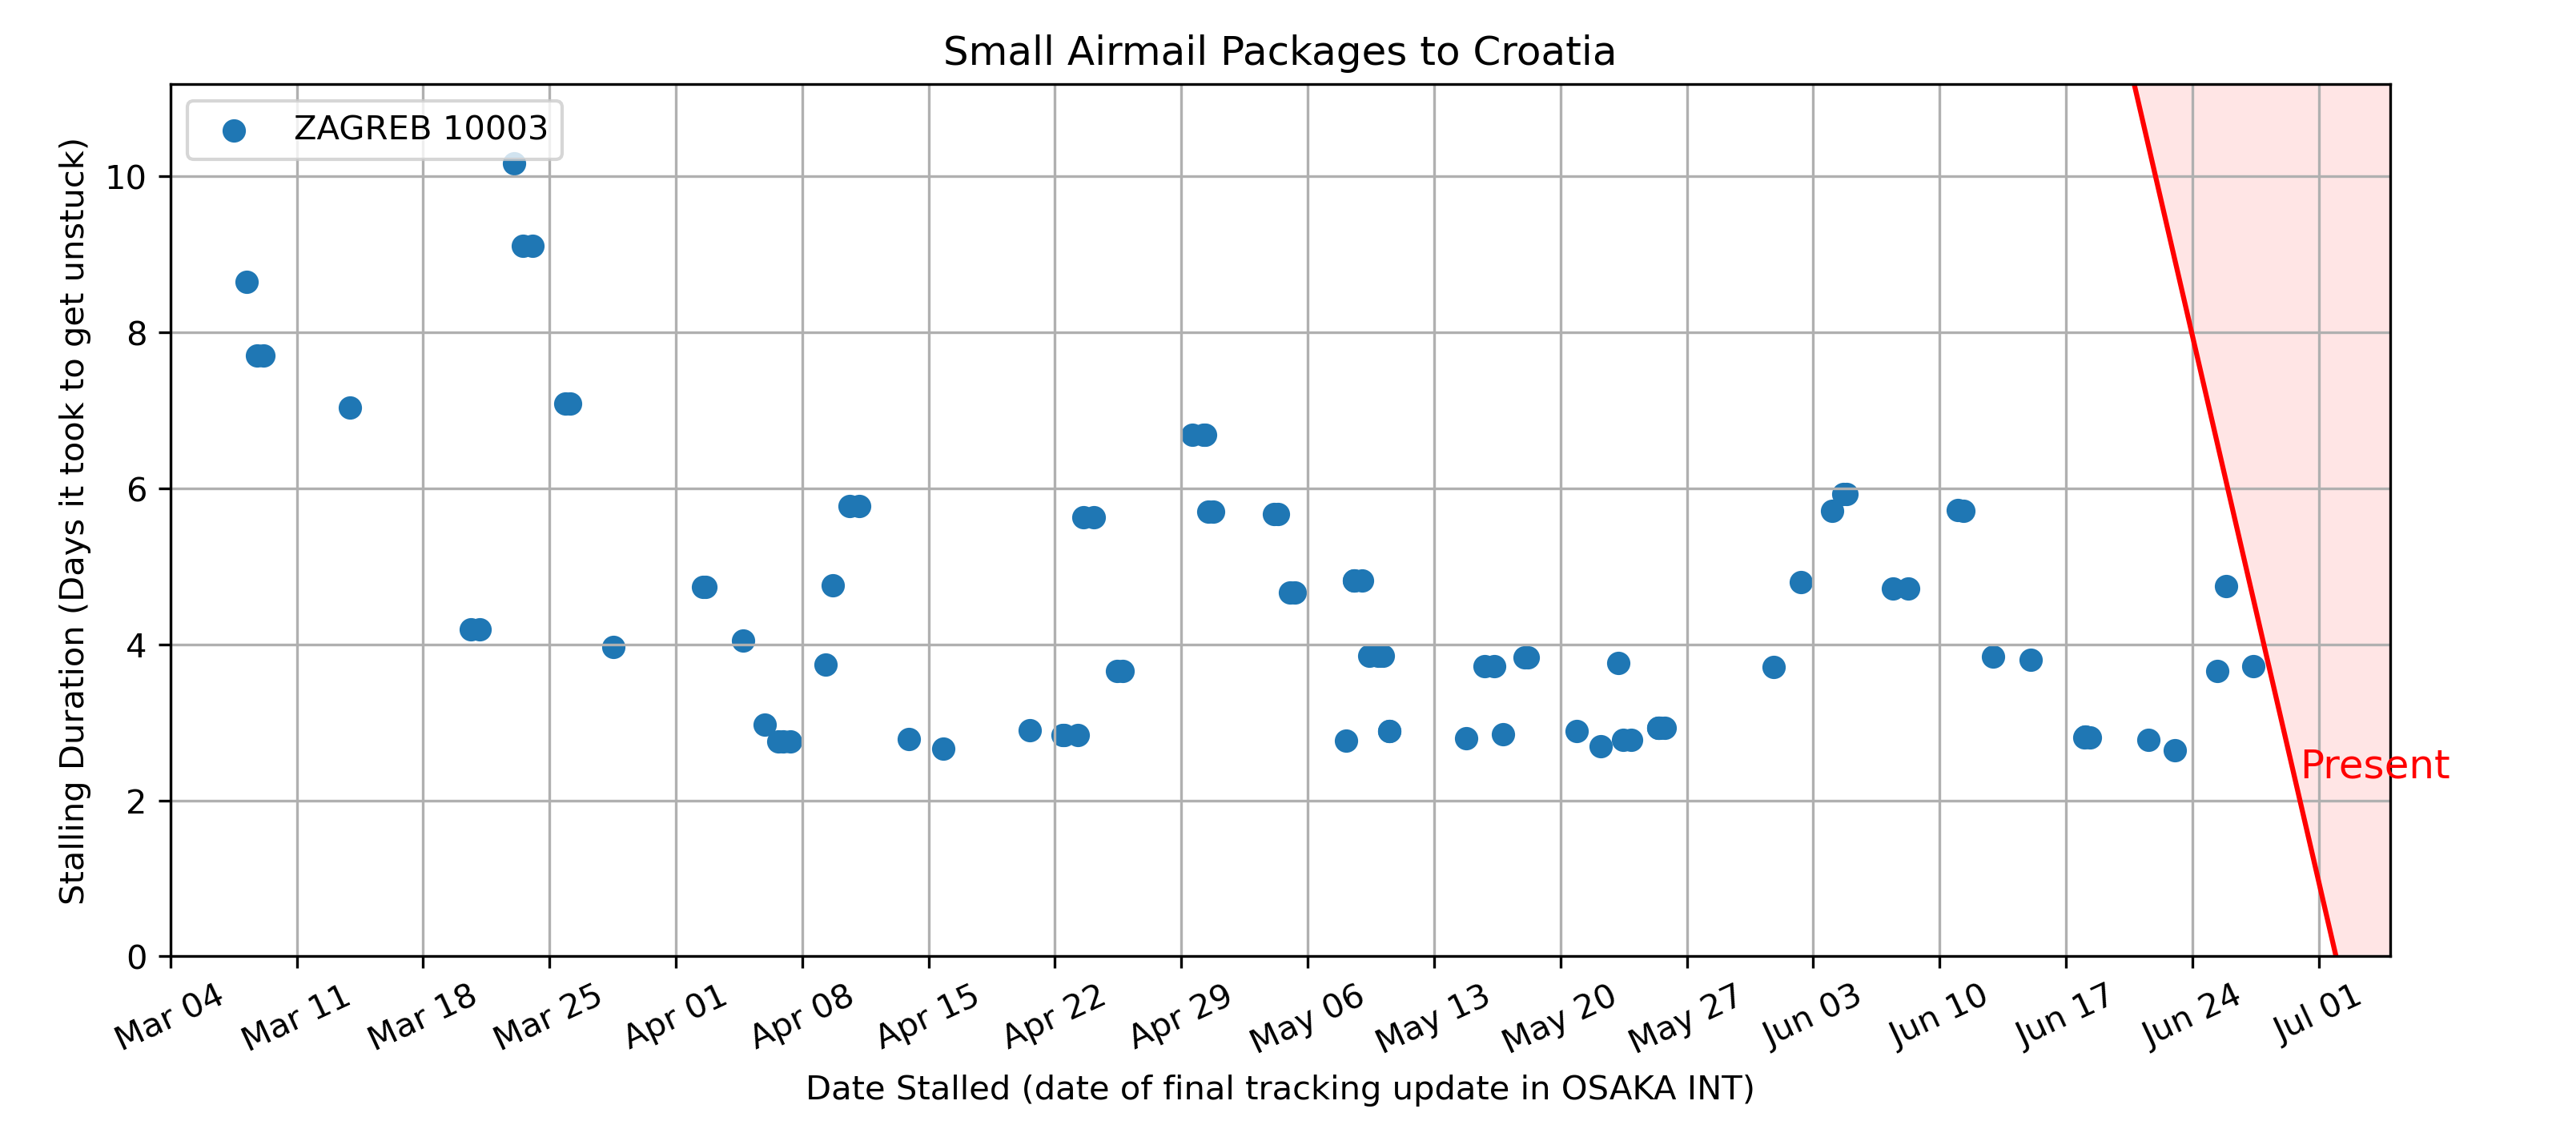 Small Airmail Packages to Croatia
ZAGREB 10003
Stalling Duration (Days it took to get unstuck)
10
8
6
4
2
0
Present
Mar 04
Mar 11
Mar 18
Mar 25
Apr 01
Apr 08
Apr 15
Apr 22
Apr 29
May 06
May 13
May 20
May 27
Jun 03
Jun 10
Jun 17
Jun 24
Jul 01
Date Stalled (date of final tracking update in OSAKA INT)